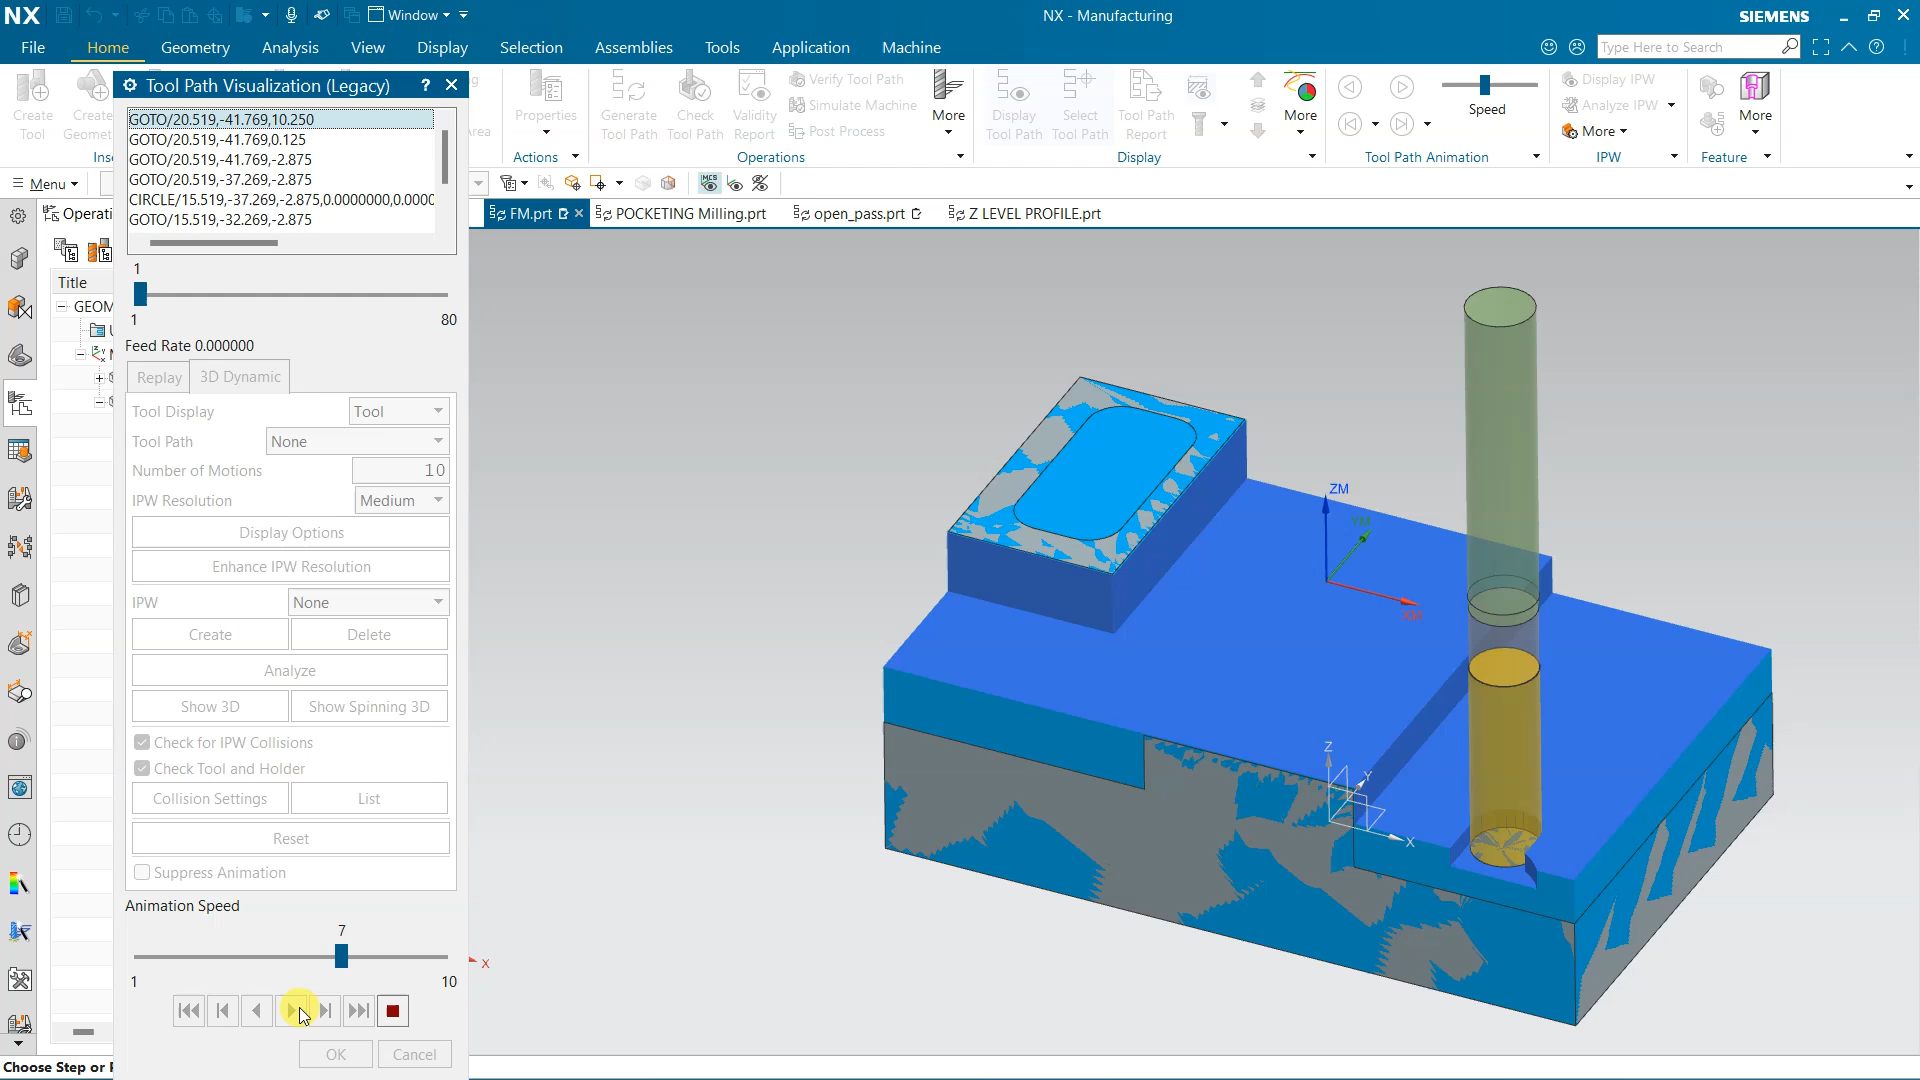 NX
Window
NX - Manufacturing
SIEMENS
File
Home
Geometry
Analysis
View
Display
Selection
Assemblies
Tools
Application
Machine
Type Here to Search
Create Tool
Create
Tool Path Visualization (Legacy)
?
Properties
Actions
Generate Tool Path
Check Tool Path
Validity Report
Verify Tool Path
Simulate Machine
Post Process
More
Operations
Display Tool Path
Select Tool Path
Tool Path Report
More
Display
Speed
Tool Path Animation
Display IPW
Analyze IPW
More
IPW
More
Feature
Menu
FM.prt
POCKETING Milling.prt
open_pass.prt
Z LEVEL PROFILE.prt
Title
GOTO/20.519,-41.769,10.250
GOTO/20.519,-41.769,0.125
GOTO/20.519,-41.769,-2.875
GOTO/20.519,-37.269,-2.875
CIRCLE/15.519,-37.269,-2.875,0.0000000,0.0000
GOTO/15.519,-32.269,-2.875
1
1
80
Feed Rate 0.000000
Replay
3D Dynamic
Tool Display
Tool
Tool Path
None
Number of Motions
10
IPW Resolution
Medium
Display Options
Enhance IPW Resolution
IPW
None
Create
Delete
Analyze
Show 3D
Show Spinning 3D
Check for IPW Collisions
Check Tool and Holder
Collision Settings
List
Reset
Suppress Animation
Animation Speed
7
1
10
OK
Cancel
Choose Step or
ZM
YM
XM
Z
Y
X
X